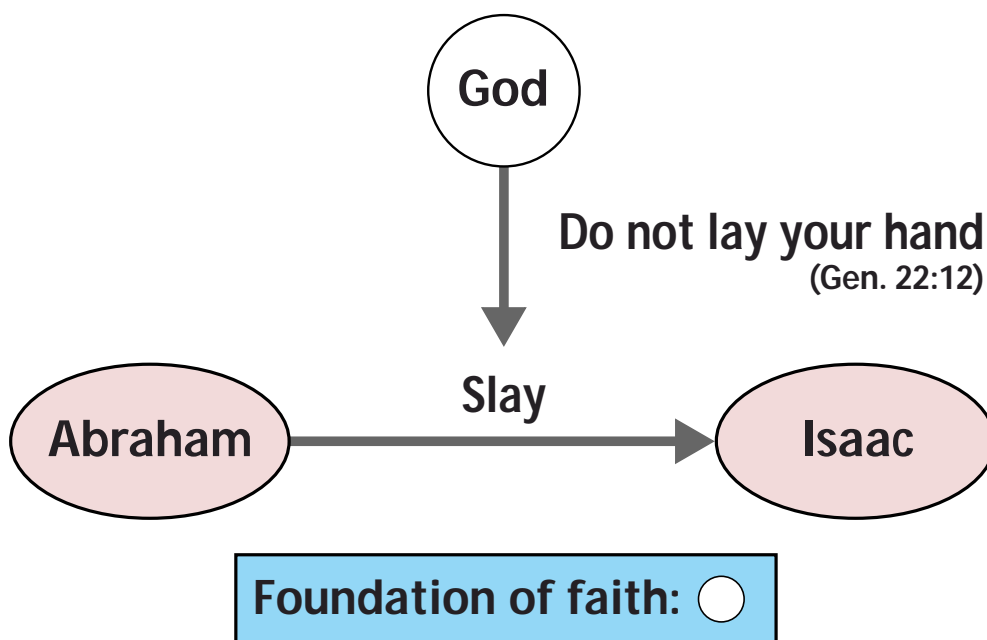 God
Do not lay your hand
(Gen. 22:12)
Slay
Abraham
Isaac
Foundation of faith: